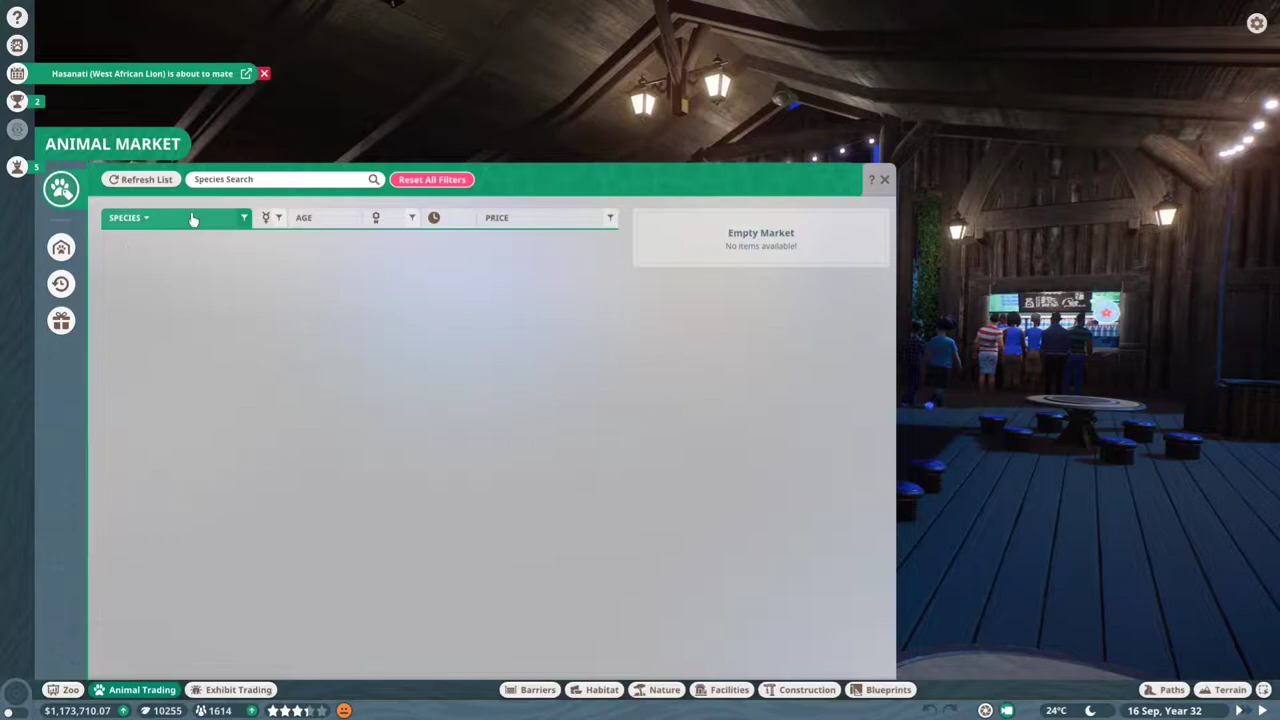 ?
Hasanati (West African Lion) is about to mate
2
ANIMAL MARKET
5
Refresh List
Species Search
Reset All Filters
?
SPECIES
AGE
PRICE
Empty Market
No items available!
Zoo
Animal Trading
Exhibit Trading
Barriers
Habitat
Nature
Facilities
Construction
Blueprints
Paths
Terrain
$1,173,710.07
10255
1614
24°C
16 Sep, Year 32